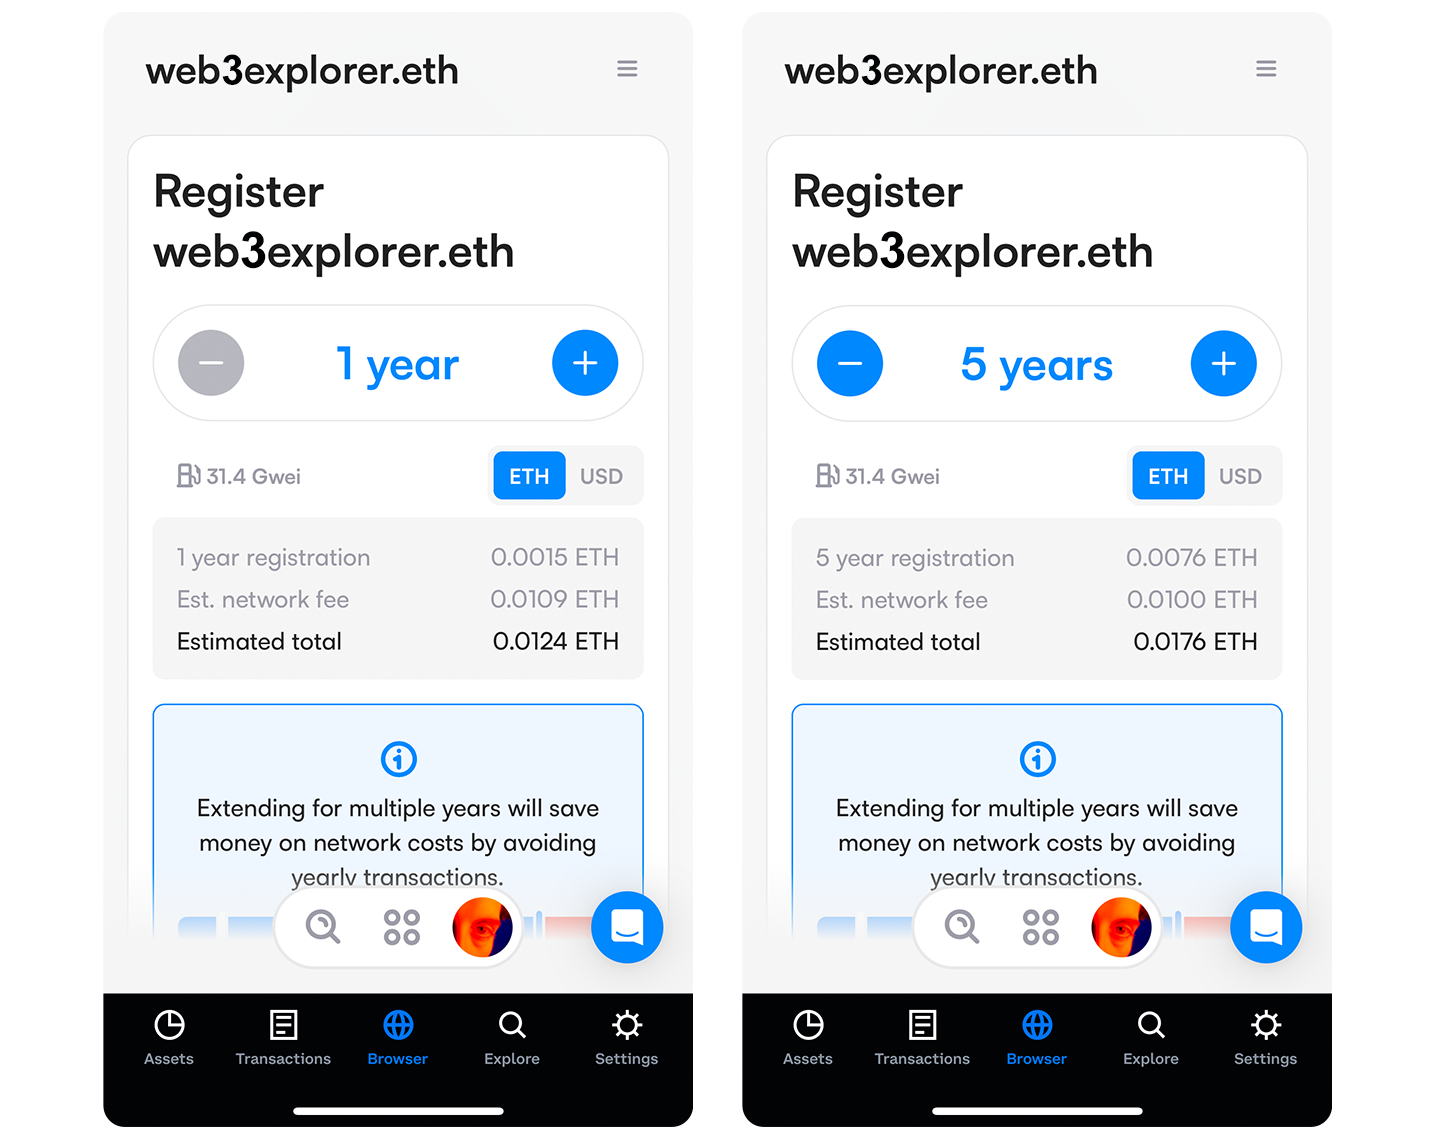 web3explorer.eth
Register
web3explorer.eth
1 year
31.4 Gwei
ETH USD
1 year registration 0.0015 ETH
Est. network fee 0.0109 ETH
Estimated total 0.0124 ETH
Extending for multiple years will save
money on network costs by avoiding
yearly transactions.
Assets Transactions Browser Explore Settings
web3explorer.eth
Register
web3explorer.eth
5 years
31.4 Gwei
ETH USD
5 year registration 0.0076 ETH
Est. network fee 0.0100 ETH
Estimated total 0.0176 ETH
Extending for multiple years will save
money on network costs by avoiding
yearly transactions.
Assets Transactions Browser Explore Settings